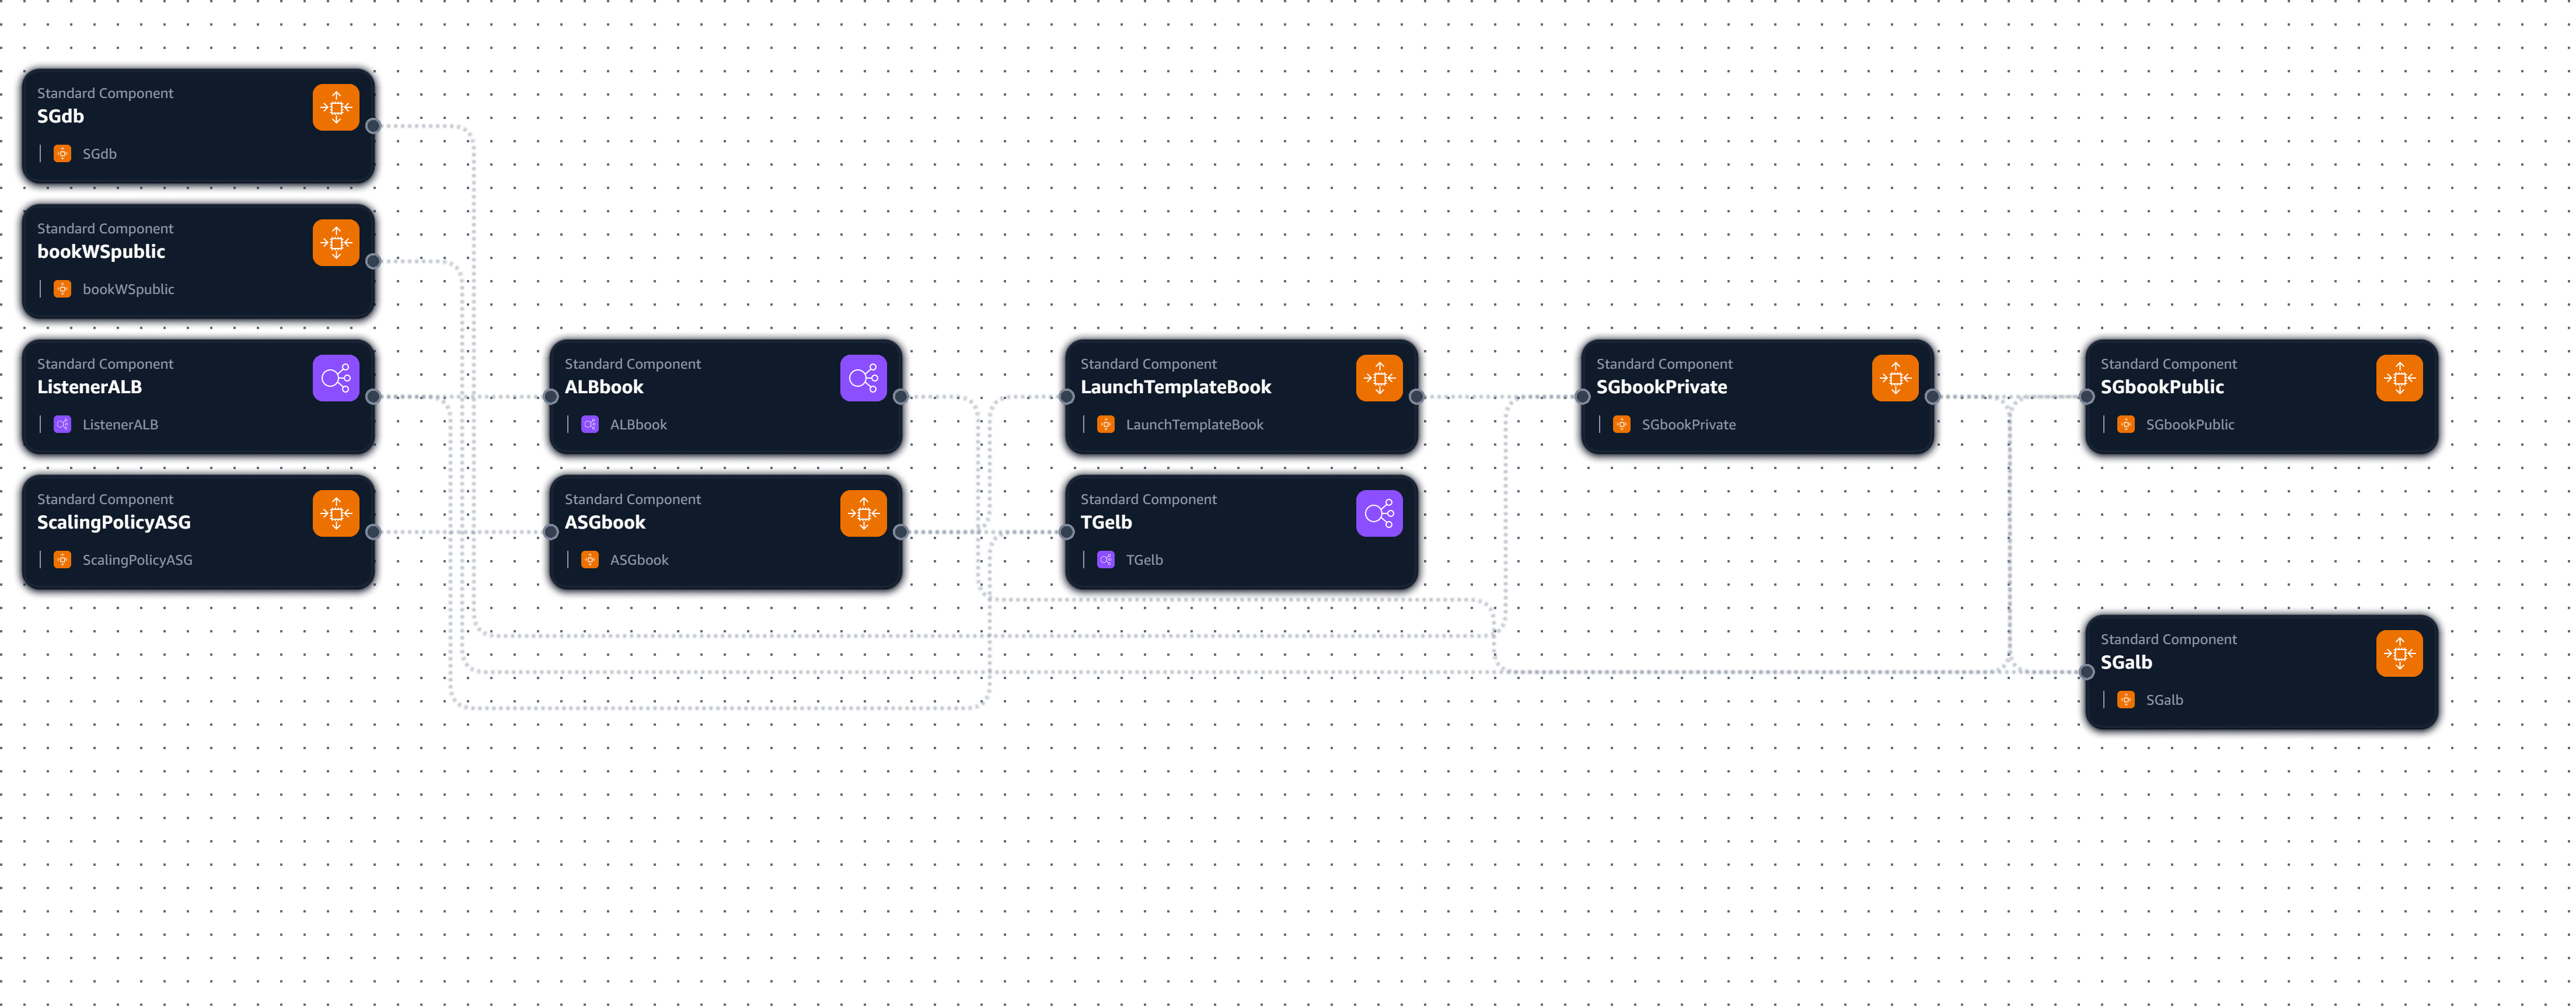 Standard Component
SGdb
SGdb
Standard Component
bookWSpublic
bookWSpublic
Standard Component
ListenerALB
ListenerALB
Standard Component
ScalingPolicyASG
ScalingPolicyASG
Standard Component
ALBbook
ALBbook
Standard Component
ASGbook
ASGbook
Standard Component
LaunchTemplateBook
LaunchTemplateBook
Standard Component
TGelb
TGelb
Standard Component
SGbookPrivate
SGbookPrivate
Standard Component
SGbookPublic
SGbookPublic
Standard Component
SGalb
SGalb